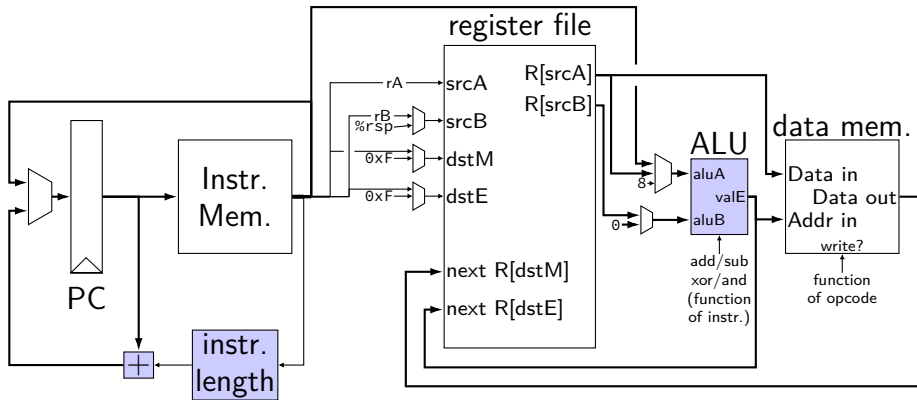 register file
rA
srcA
R[srcA]
R[srcB]
rB
%rsp
srcB
0xF
dstM
0xF
dstE
Instr.
Mem.
PC
instr.
length
+
next R[dstM]
next R[dstE]
8
0
ALU
aluA
valE
aluB
add/sub
xor/and
(function
of instr.)
data mem.
Data in
Data out
Addr in
write?
function
of opcode